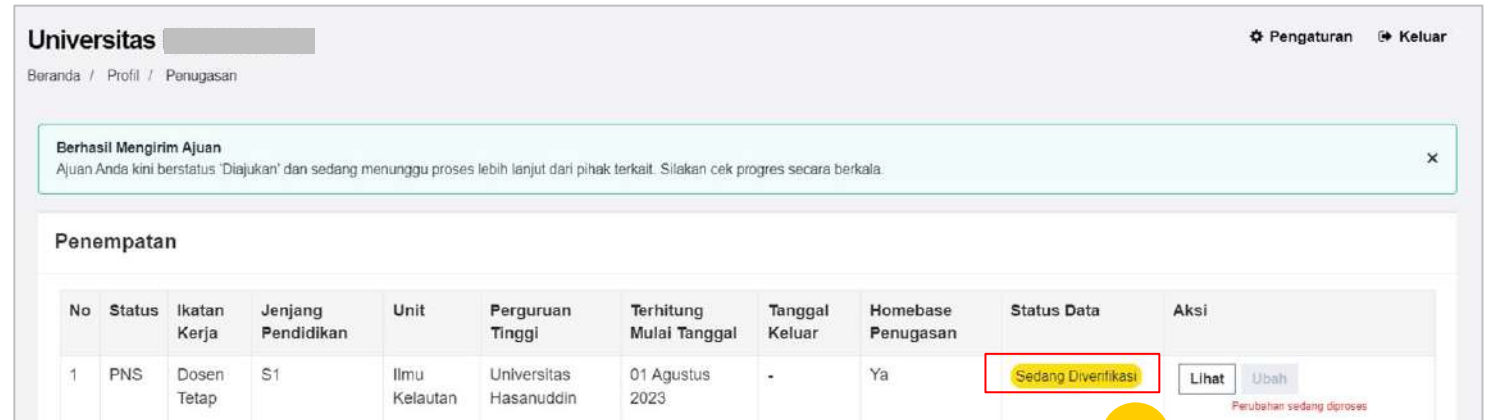 Universitas
Pengaturan Keluar
Beranda / Profil / Penugasan
Berhasil Mengirim Ajuan
Ajuan Anda kini berstatus 'Diajukan' dan sedang menunggu proses lebih lanjut dari pihak terkait. Silakan cek progres secara berkala.
×
Penempatan
No Status Ikatan Jenjang Unit Perguruan Terhitung Tanggal Homebase Status Data Aksi
Kerja Pendidikan Tinggi Mulai Tanggal Keluar Penugasan
1 PNS Dosen S1 Ilmu Universitas 01 Agustus - Ya Sedang Diverifikasi Lihat Ubah
Tetap Kelautan Hasanuddin 2023
Perubahan sedang diproses